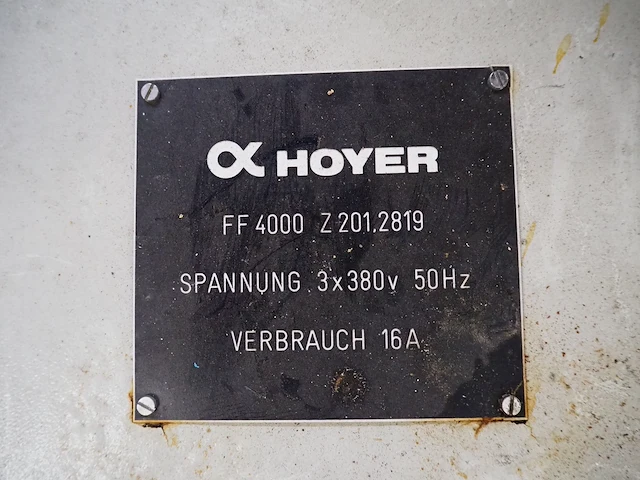 α HOYER
FF 4000 Z 201.2819
SPANNUNG 3x380v 50Hz
VERBRAUCH 16A